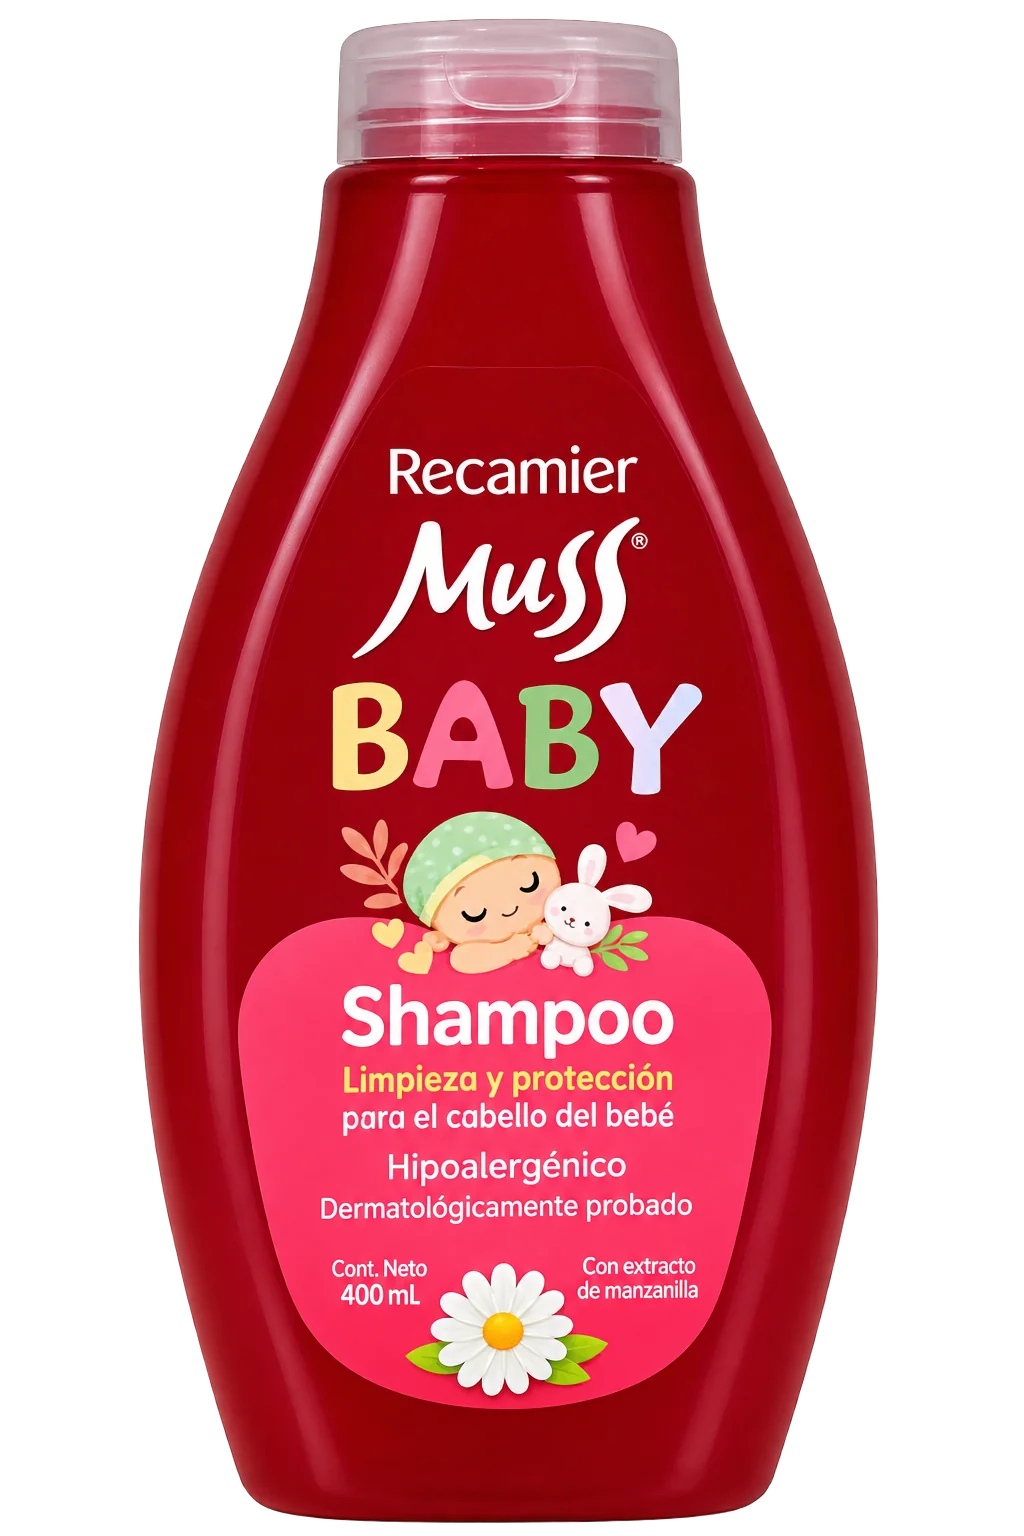 Recamier
Muss®
BABY
Shampoo
Limpieza y protección
para el cabello del bebé
Hipoalergénico
Dermatológicamente probado
Cont. Neto
400 mL
Con extracto
de manzanilla